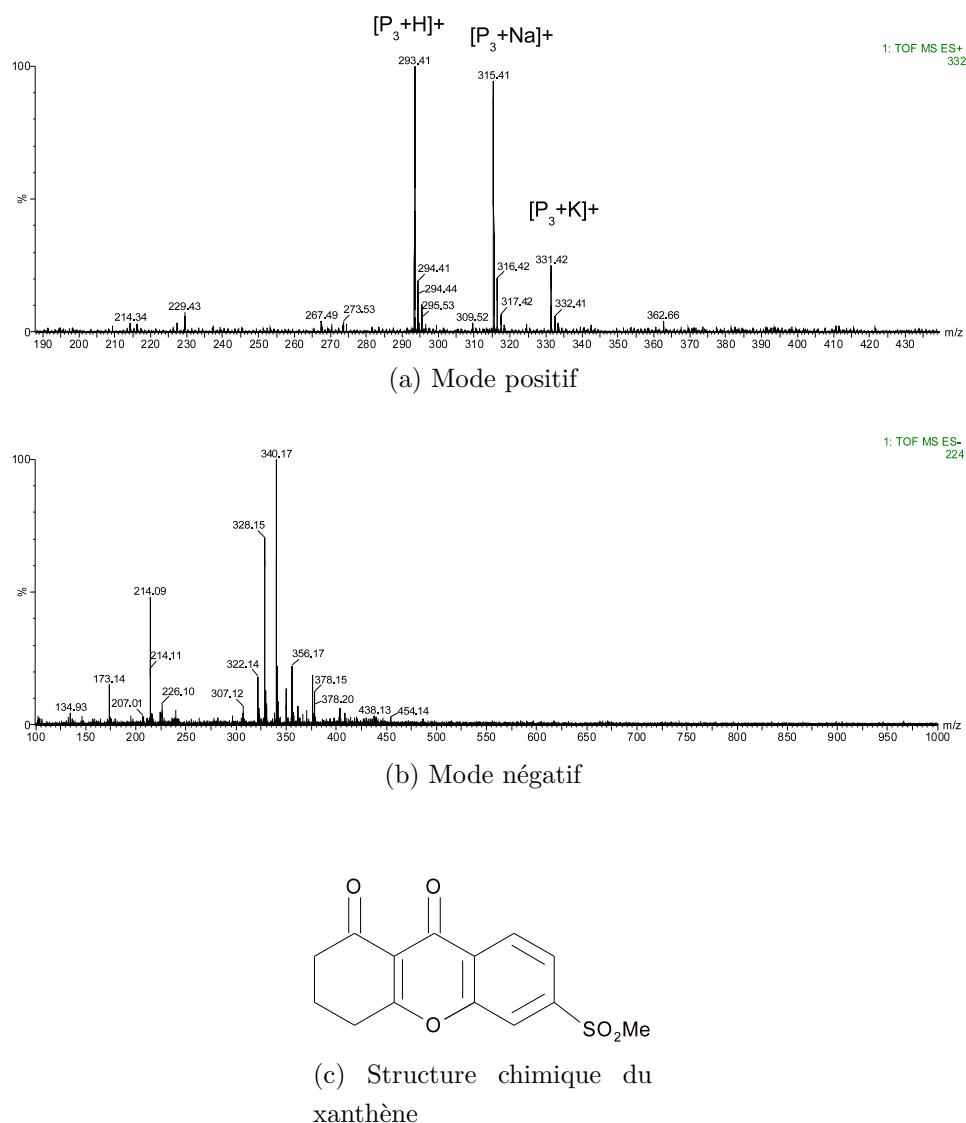 [P₃+H]+ [P₃+Na]+
1: TOF MS ES+
332
100
293.41
315.41
%
[P₃+K]+
331.42
294.41
316.42
294.44
295.53
317.42
332.41
229.43
214.34
267.49
273.53
309.52
362.66
0
190 200 210 220 230 240 250 260 270 280 290 300 310 320 330 340 350 360 370 380 390 400 410 420 430 m/z
(a) Mode positif
1: TOF MS ES-
224
100
340.17
328.15
%
214.09
214.11
322.14
356.17
173.14
378.15
226.10
307.12
378.20
134.93
207.01
438.13
454.14
0
100 150 200 250 300 350 400 450 500 550 600 650 700 750 800 850 900 950 1000 m/z
(b) Mode négatif
O O
O
SO₂Me
(c) Structure chimique du
xanthène